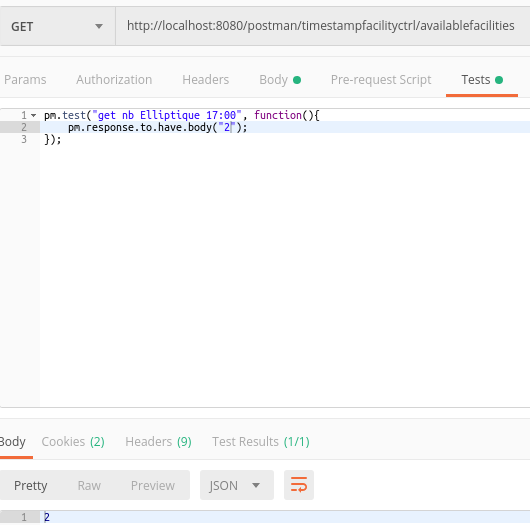 GET http://localhost:8080/postman/timestampfacilityctrl/availablefacilities
Params Authorization Headers Body Pre-request Script Tests
1 pm.test("get nb Elliptique 17:00", function(){
2 pm.response.to.have.body("2");
3 });
Body Cookies (2) Headers (9) Test Results (1/1)
Pretty Raw Preview JSON
1 2